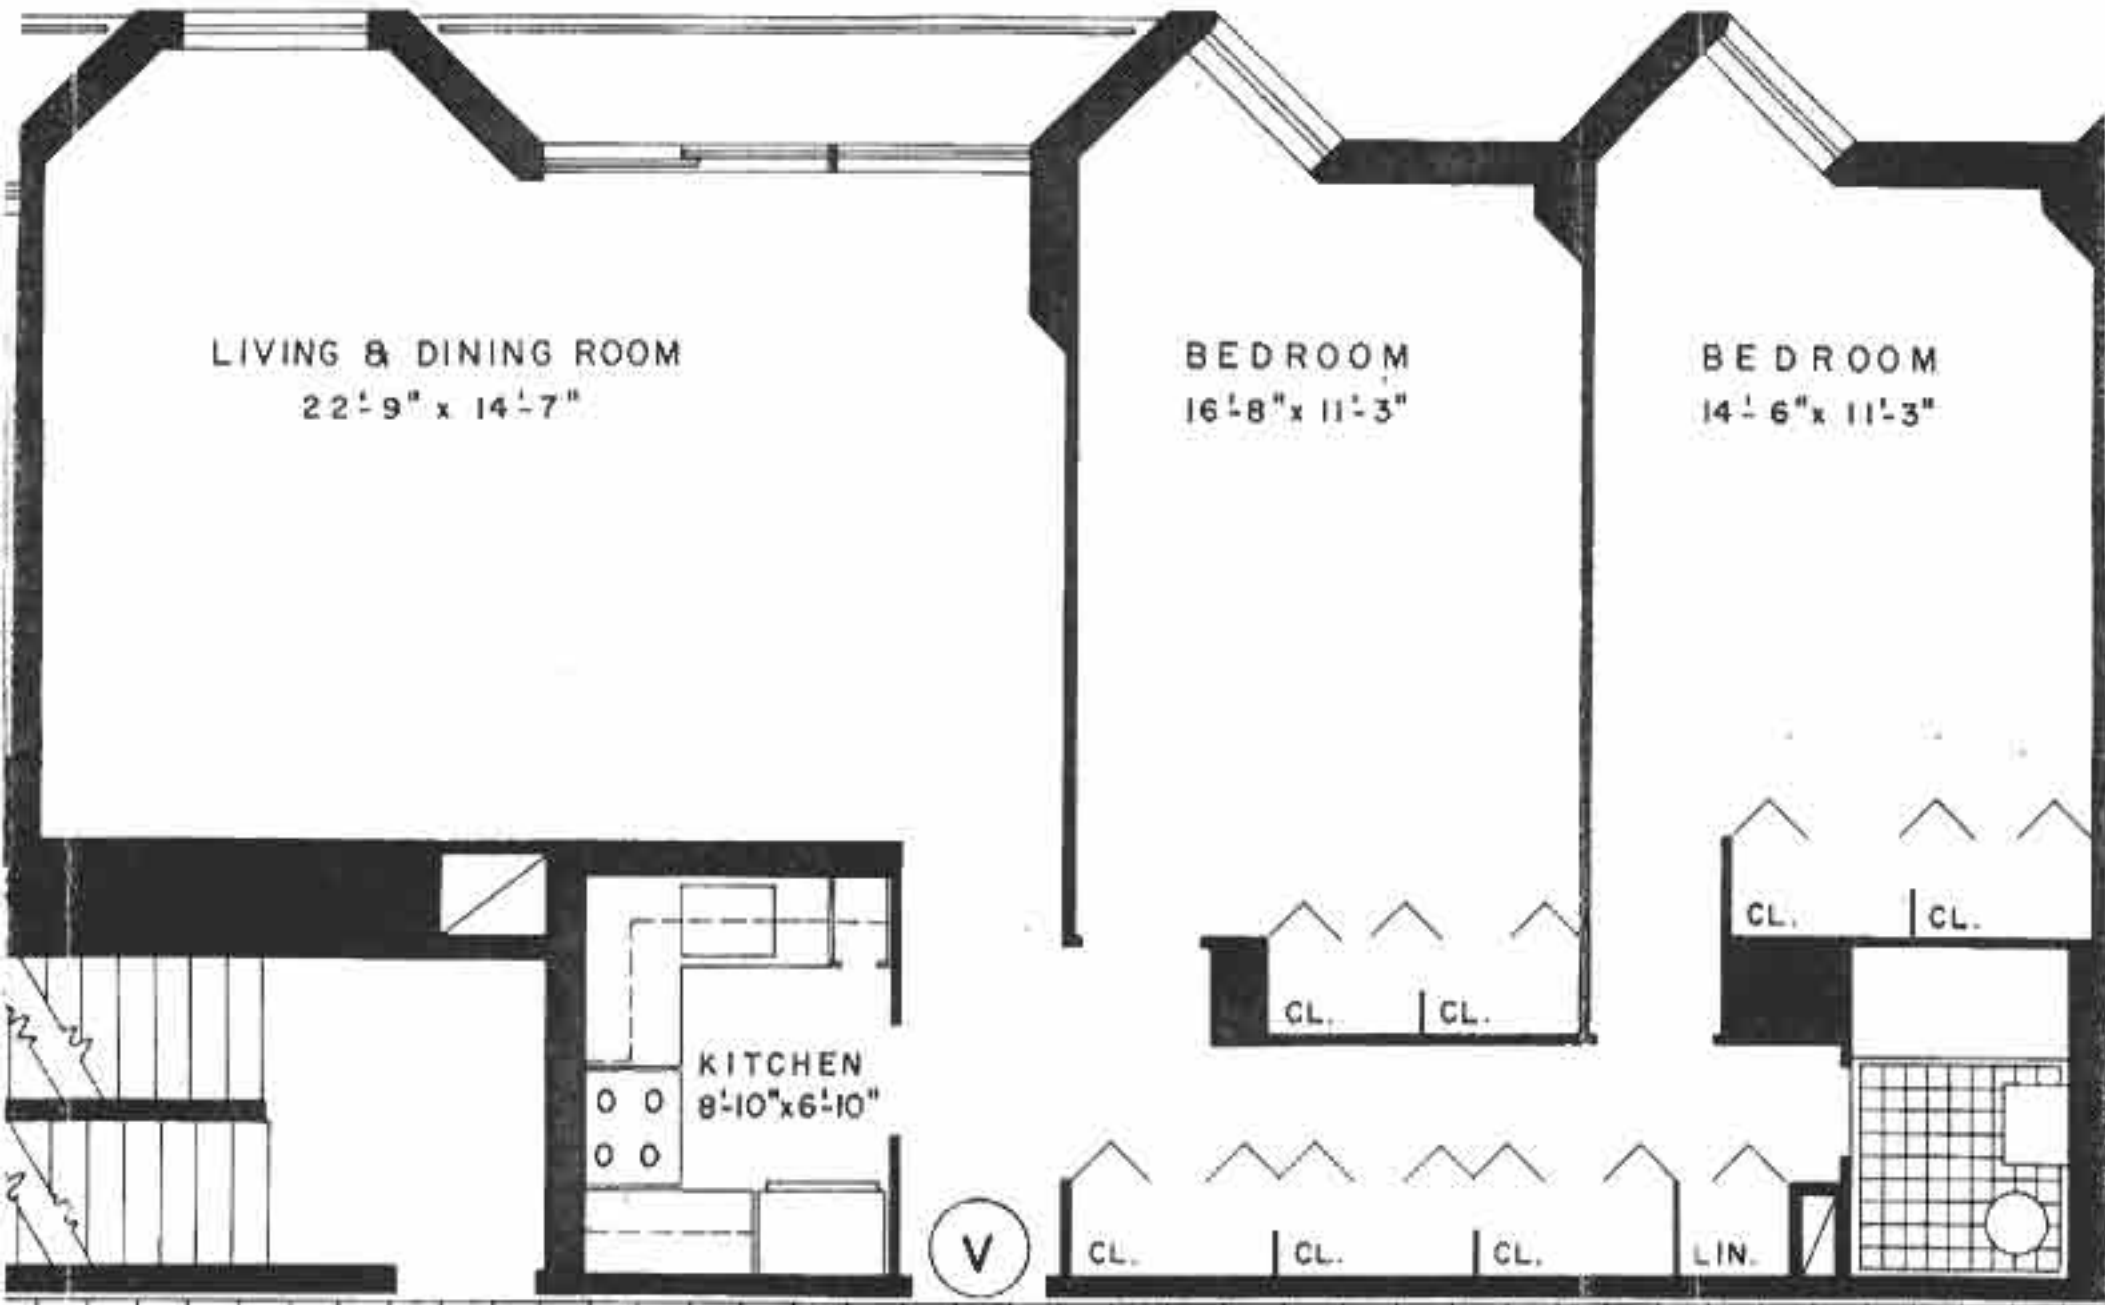 LIVING & DINING ROOM
22'-9" x 14'-7"
BEDROOM
16'-8" x 11'-3"
BEDROOM
14'-6" x 11'-3"
CL.
CL.
CL.
CL.
KITCHEN
8'-10" x 6'-10"
V
CL.
CL.
CL.
LIN.